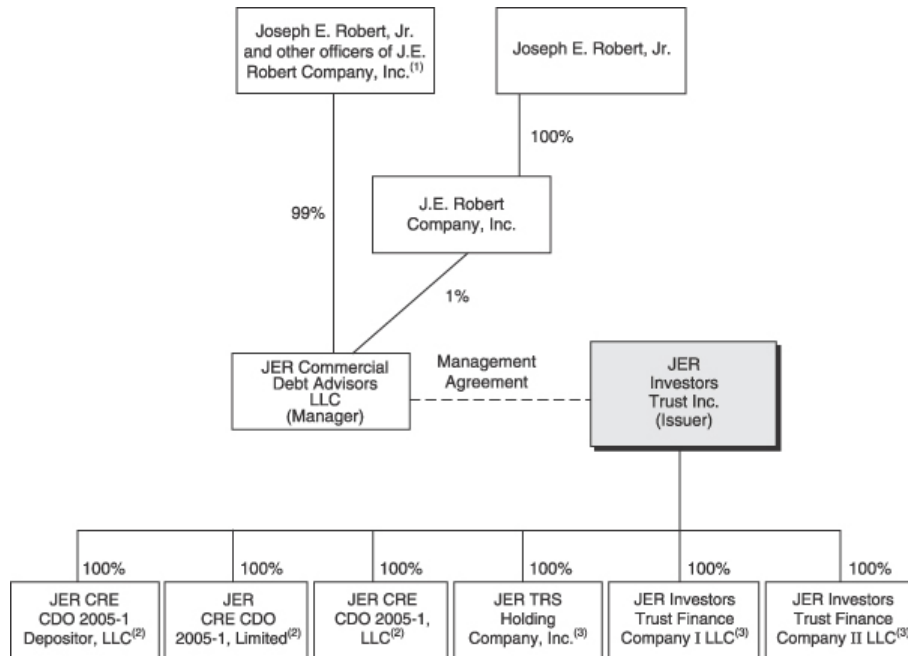 Joseph E. Robert, Jr.
and other officers of J.E.
Robert Company, Inc.(1)
Joseph E. Robert, Jr.
100%
99%
J.E. Robert
Company, Inc.
1%
JER Commercial
Debt Advisors
LLC
(Manager)
Management
Agreement
JER
Investors
Trust Inc.
(Issuer)
100%
100%
100%
100%
100%
100%
JER CRE
CDO 2005-1
Depositor, LLC(2)
JER
CRE CDO
2005-1, Limited(2)
JER CRE
CDO 2005-1,
LLC(2)
JER TRS
Holding
Company, Inc.(3)
JER Investors
Trust Finance
Company I LLC(3)
JER Investors
Trust Finance
Company II LLC(3)